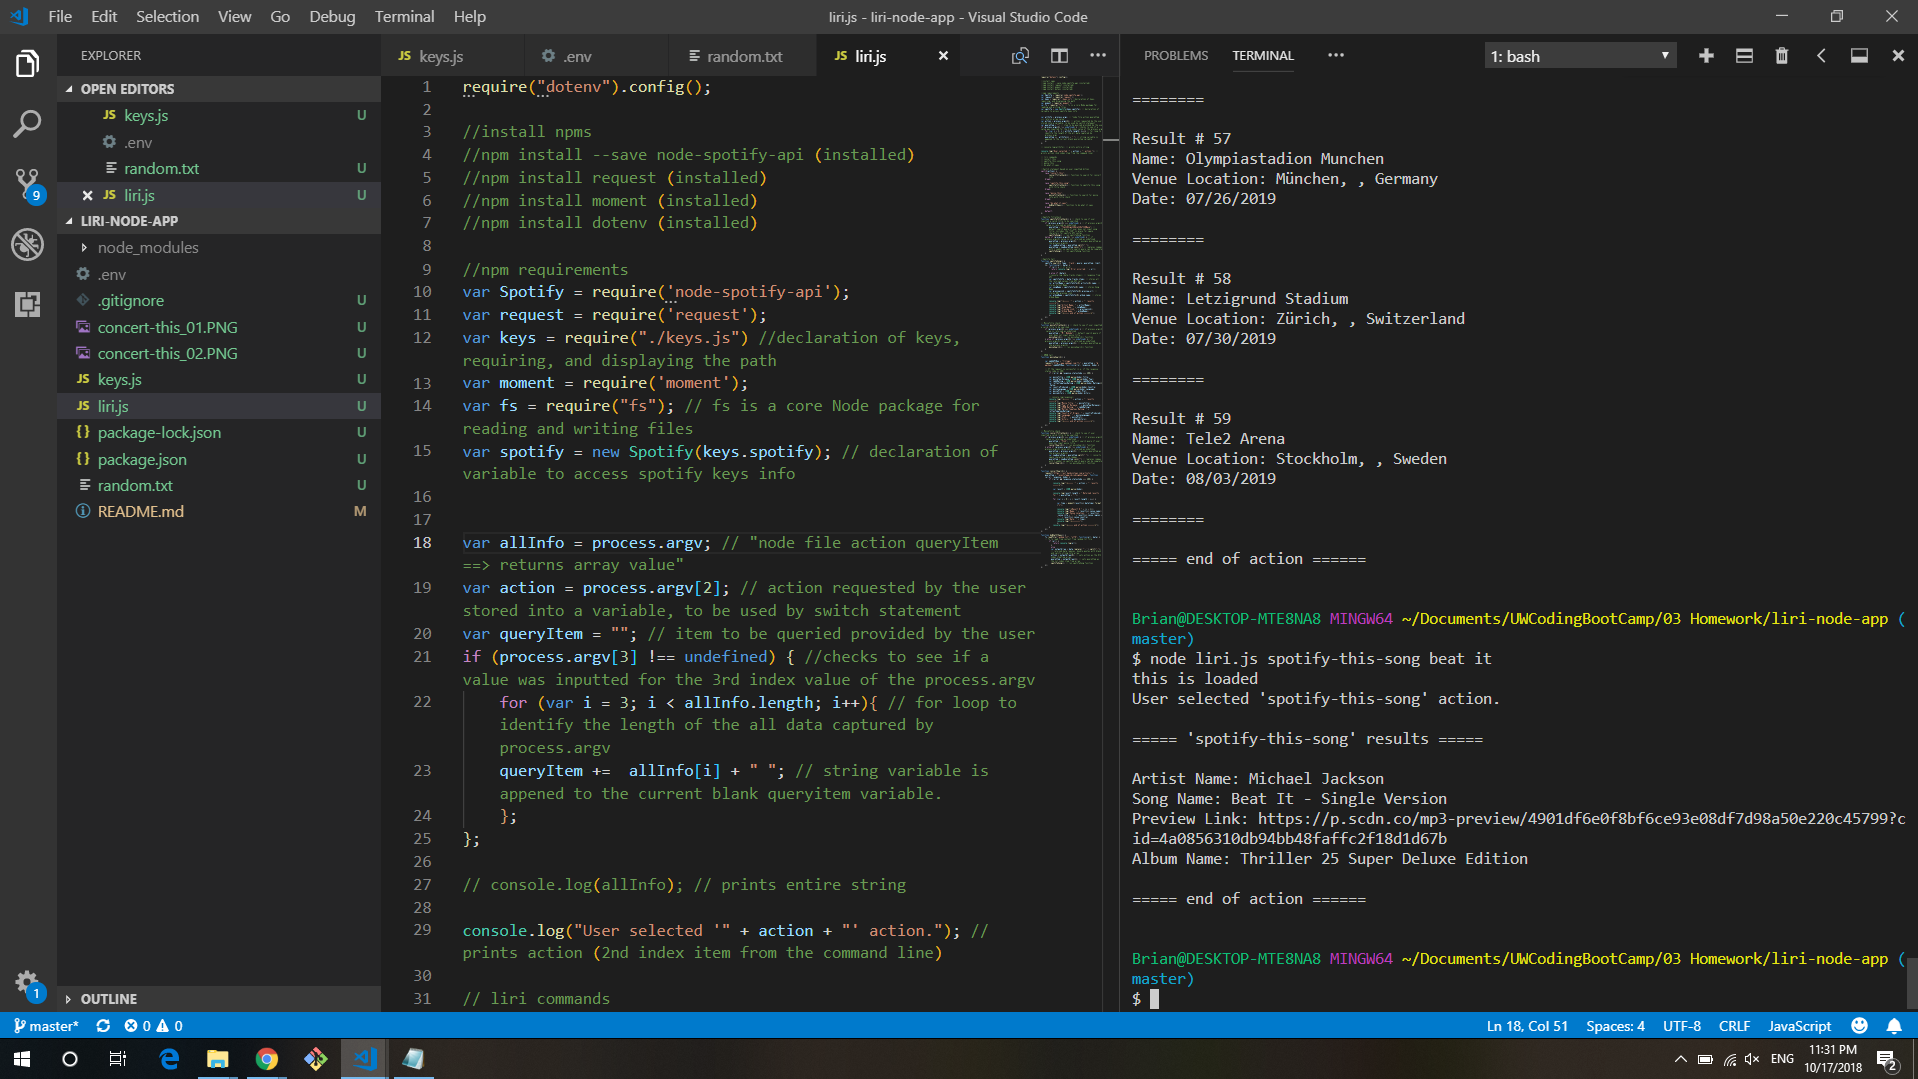 File Edit Selection View Go Debug Terminal Help
liri.js - liri-node-app - Visual Studio Code
EXPLORER
OPEN EDITORS
JS keys.js U
.env
random.txt U
JS liri.js U
LIRI-NODE-APP
node_modules
.env
.gitignore U
concert-this_01.PNG U
concert-this_02.PNG U
JS keys.js U
JS liri.js U
{} package-lock.json U
{} package.json U
random.txt U
README.md M
OUTLINE
9
1
JS keys.js
.env
random.txt
JS liri.js
1 require("dotenv").config();
2
3 //install npms
4 //npm install --save node-spotify-api (installed)
5 //npm install request (installed)
6 //npm install moment (installed)
7 //npm install dotenv (installed)
8
9 //npm requirements
10 var Spotify = require('node-spotify-api');
11 var request = require('request');
12 var keys = require("./keys.js") //declaration of keys,
requiring, and displaying the path
13 var moment = require('moment');
14 var fs = require("fs"); // fs is a core Node package for
reading and writing files
15 var spotify = new Spotify(keys.spotify); // declaration of
variable to access spotify keys info
16
17
18 var allInfo = process.argv; // "node file action queryItem
==> returns array value"
19 var action = process.argv[2]; // action requested by the user
stored into a variable, to be used by switch statement
20 var queryItem = ""; // item to be queried provided by the user
21 if (process.argv[3] !== undefined) { //checks to see if a
value was inputted for the 3rd index value of the process.argv
22 for (var i = 3; i < allInfo.length; i++){ // for loop to
identify the length of the all data captured by
process.argv
23 queryItem += allInfo[i] + " "; // string variable is
appened to the current blank queryitem variable.
24 };
25 };
26
27 // console.log(allInfo); // prints entire string
28
29 console.log("User selected '" + action + "' action."); //
prints action (2nd index item from the command line)
30
31 // liri commands
PROBLEMS TERMINAL ••• 1: bash
========
Result # 57
Name: Olympiastadion Munchen
Venue Location: München, , Germany
Date: 07/26/2019
========
Result # 58
Name: Letzigrund Stadium
Venue Location: Zürich, , Switzerland
Date: 07/30/2019
========
Result # 59
Name: Tele2 Arena
Venue Location: Stockholm, , Sweden
Date: 08/03/2019
========
===== end of action ======
Brian@DESKTOP-MTE8NA8 MINGW64 ~/Documents/UWCodingBootCamp/03 Homework/liri-node-app (
master)
$ node liri.js spotify-this-song beat it
this is loaded
User selected 'spotify-this-song' action.
===== 'spotify-this-song' results =====
Artist Name: Michael Jackson
Song Name: Beat It - Single Version
Preview Link: https://p.scdn.co/mp3-preview/4901df6e0f8bf6ce93e08df7d98a50e220c45799?c
id=4a0856310db94bb48faffc2f18d1d67b
Album Name: Thriller 25 Super Deluxe Edition
===== end of action ======
Brian@DESKTOP-MTE8NA8 MINGW64 ~/Documents/UWCodingBootCamp/03 Homework/liri-node-app (
master)
$
master* 0 0
Ln 18, Col 51 Spaces: 4 UTF-8 CRLF JavaScript
ENG
11:31 PM
10/17/2018
2